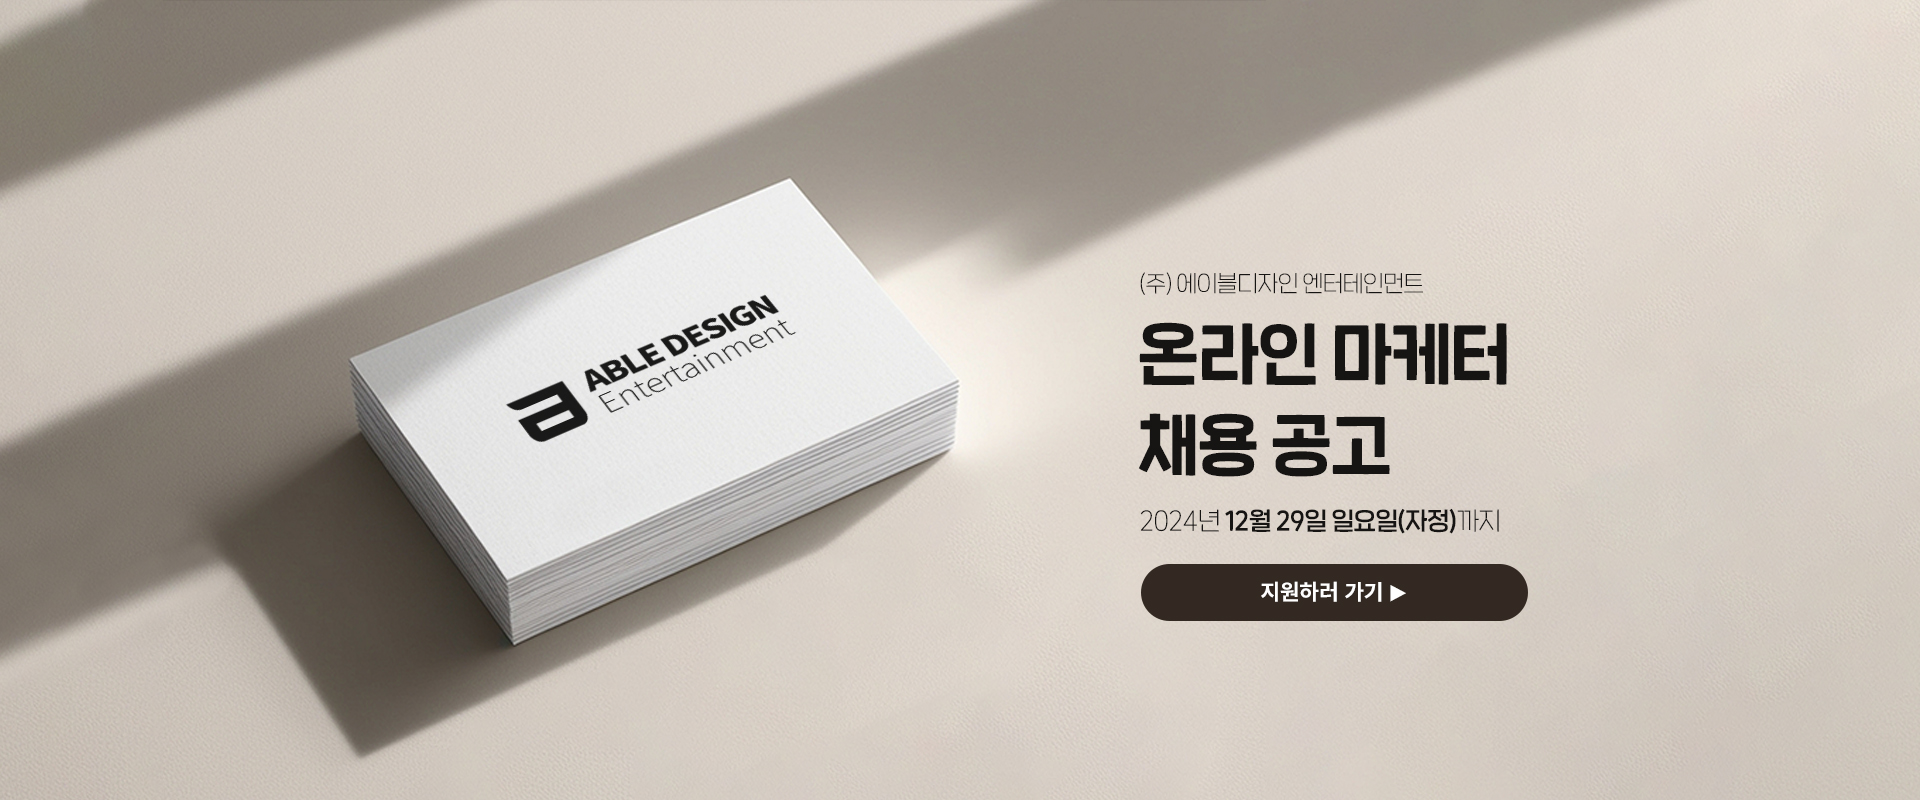 ABLE DESIGN
Entertainment
(주) 에이블디자인 엔터테인먼트
온라인 마케터
채용 공고
2024년 12월 29일 일요일(자정)까지
지원하러 가기 ▶